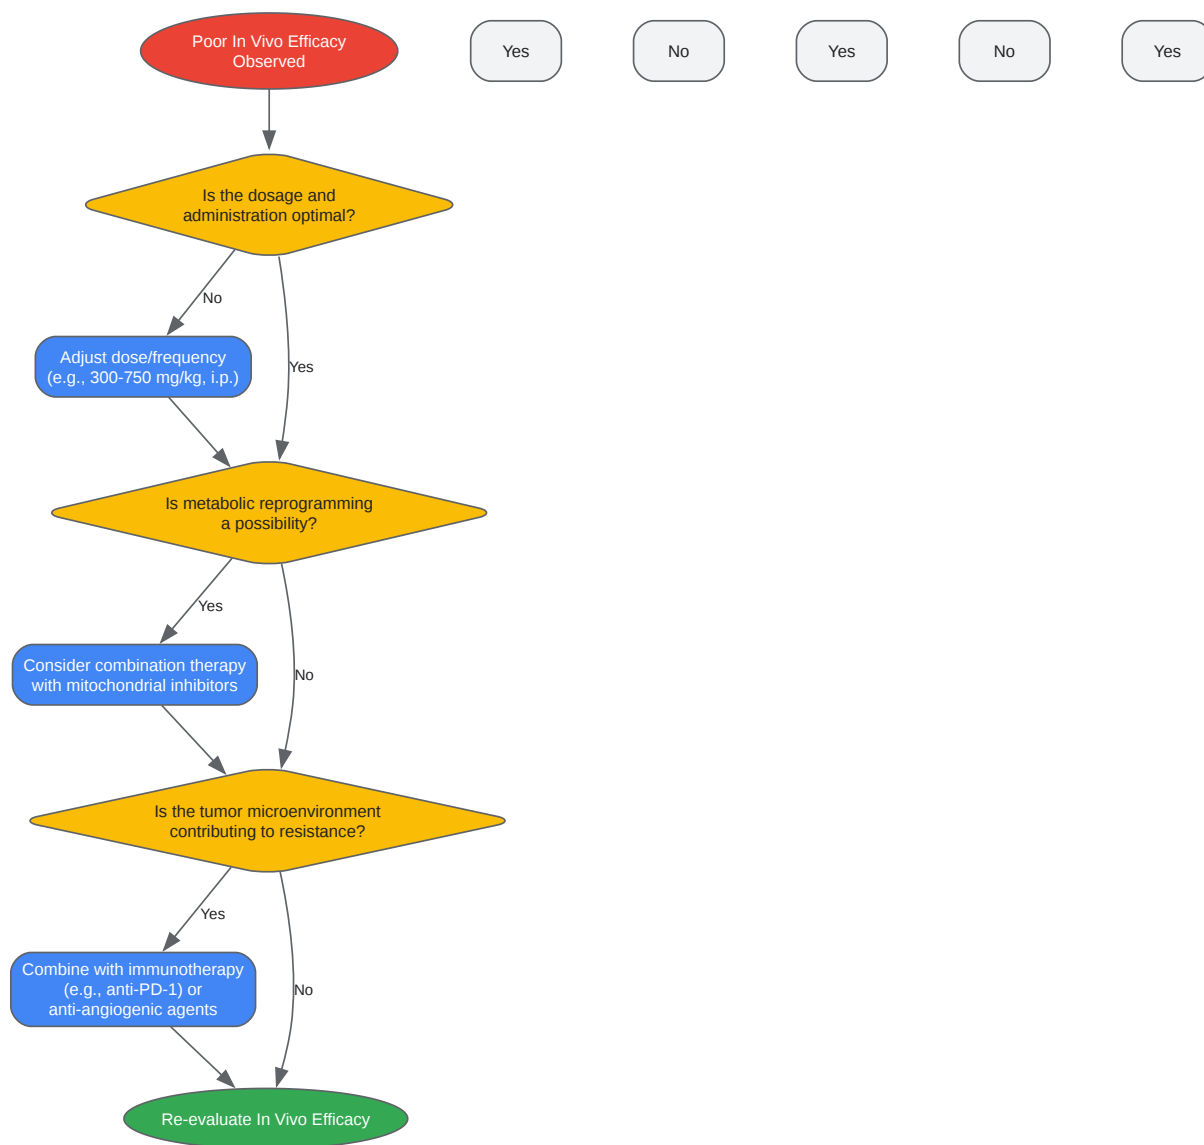 Poor In Vivo Efficacy
Observed
Yes
No
Yes
No
Yes
Is the dosage and
administration optimal?
No
Adjust dose/frequency
(e.g., 300-750 mg/kg, i.p.)
Yes
Is metabolic reprogramming
a possibility?
Yes
Consider combination therapy
with mitochondrial inhibitors
No
Is the tumor microenvironment
contributing to resistance?
Yes
Combine with immunotherapy
(e.g., anti-PD-1) or
anti-angiogenic agents
No
Re-evaluate In Vivo Efficacy